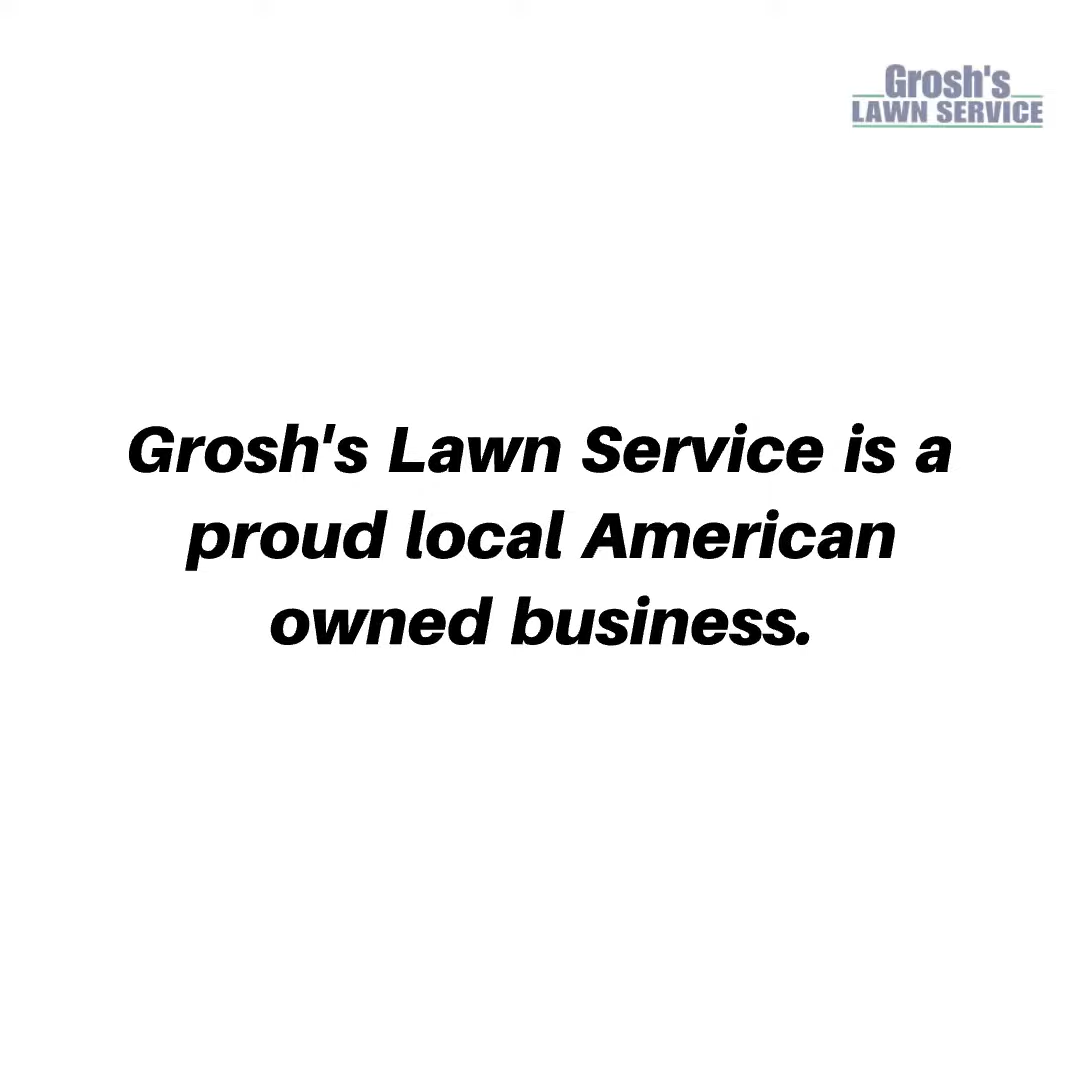 Grosh's
LAWN SERVICE
Grosh's Lawn Service is a
proud local American
owned business.